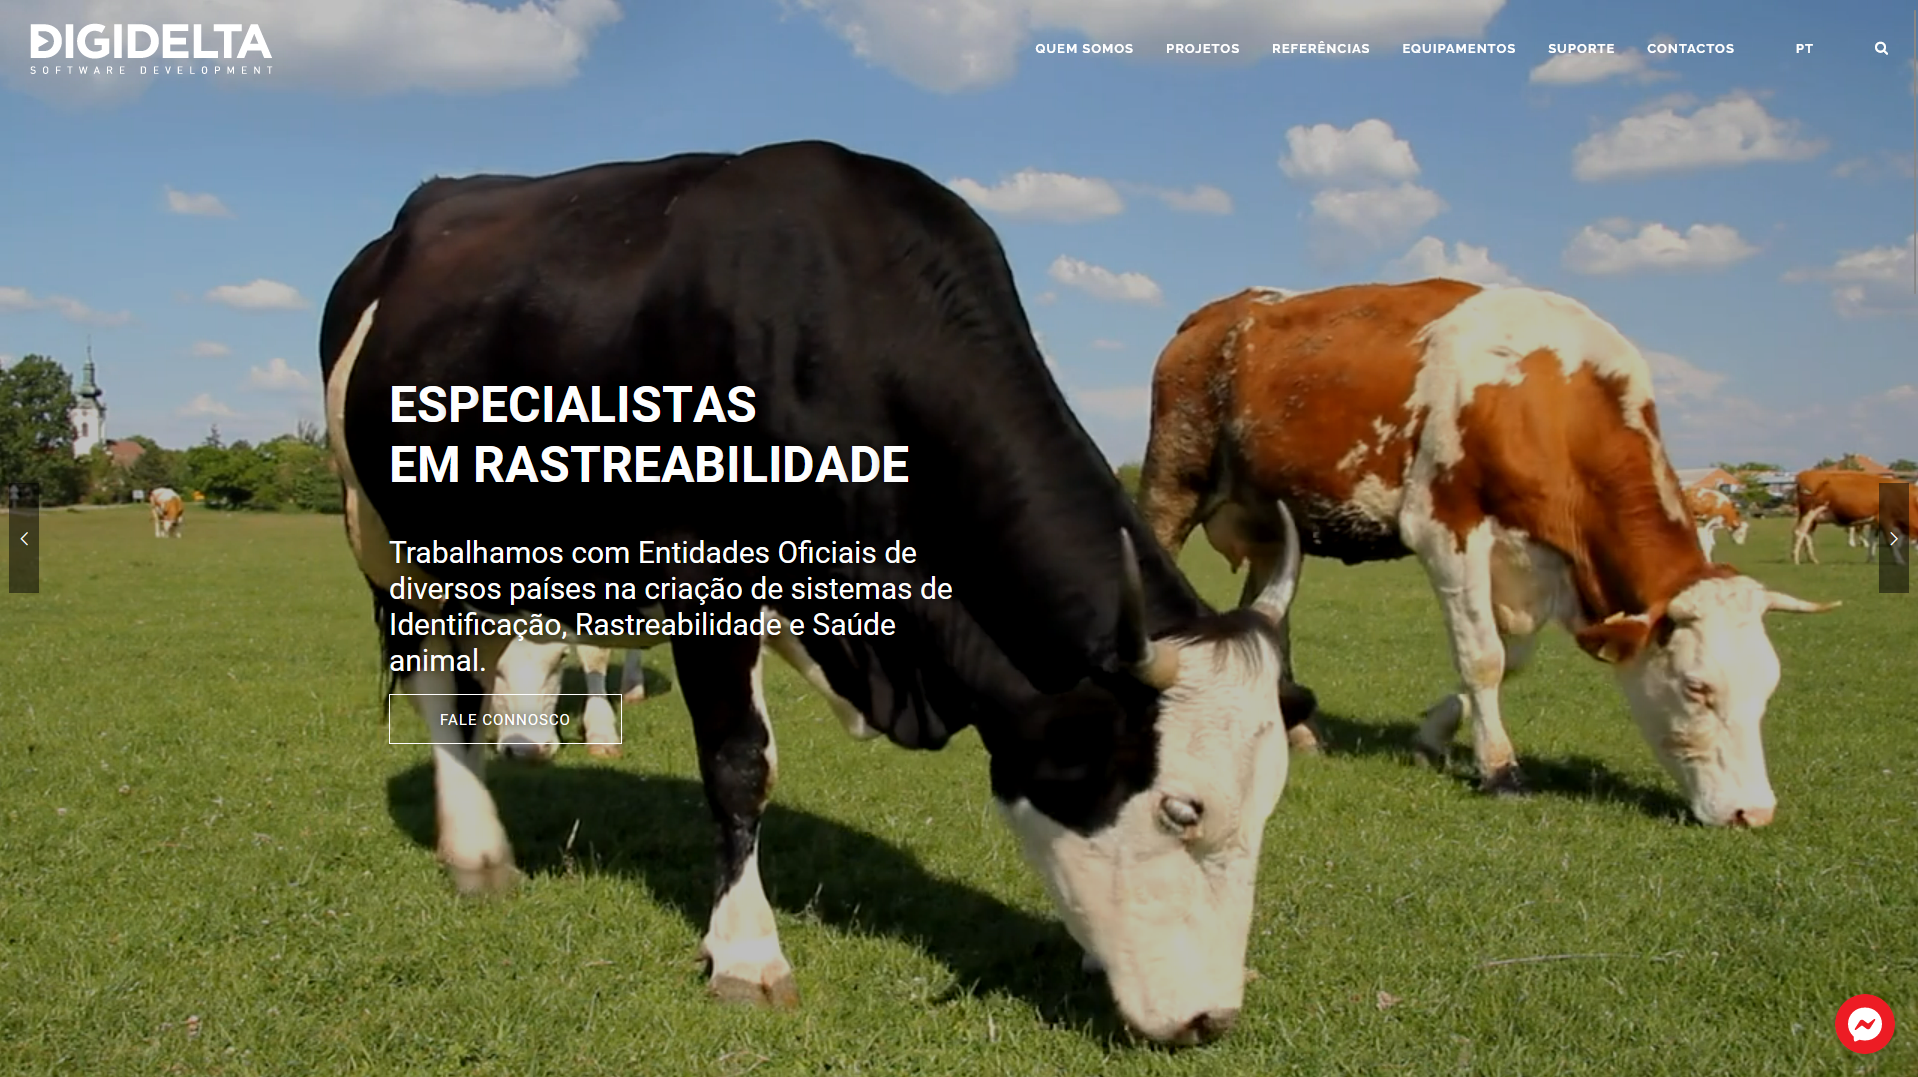 DIGIDELTA
SOFTWARE DEVELOPMENT
QUEM SOMOS PROJETOS REFERÊNCIAS EQUIPAMENTOS SUPORTE CONTACTOS PT
ESPECIALISTAS
EM RASTREABILIDADE
Trabalhamos com Entidades Oficiais de
diversos países na criação de sistemas de
Identificação, Rastreabilidade e Saúde
animal.
FALE CONNOSCO